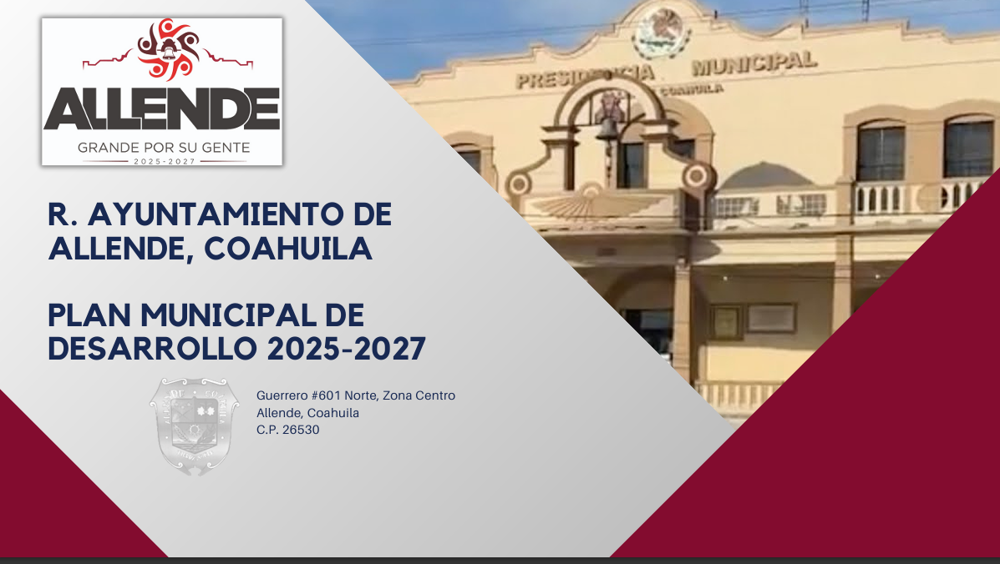 ALLENDE
GRANDE POR SU GENTE
2025-2027
PRESIDENCIA MUNICIPAL
COAHUILA
R. AYUNTAMIENTO DE
ALLENDE, COAHUILA
PLAN MUNICIPAL DE
DESARROLLO 2025-2027
Guerrero #601 Norte, Zona Centro
Allende, Coahuila
C.P. 26530